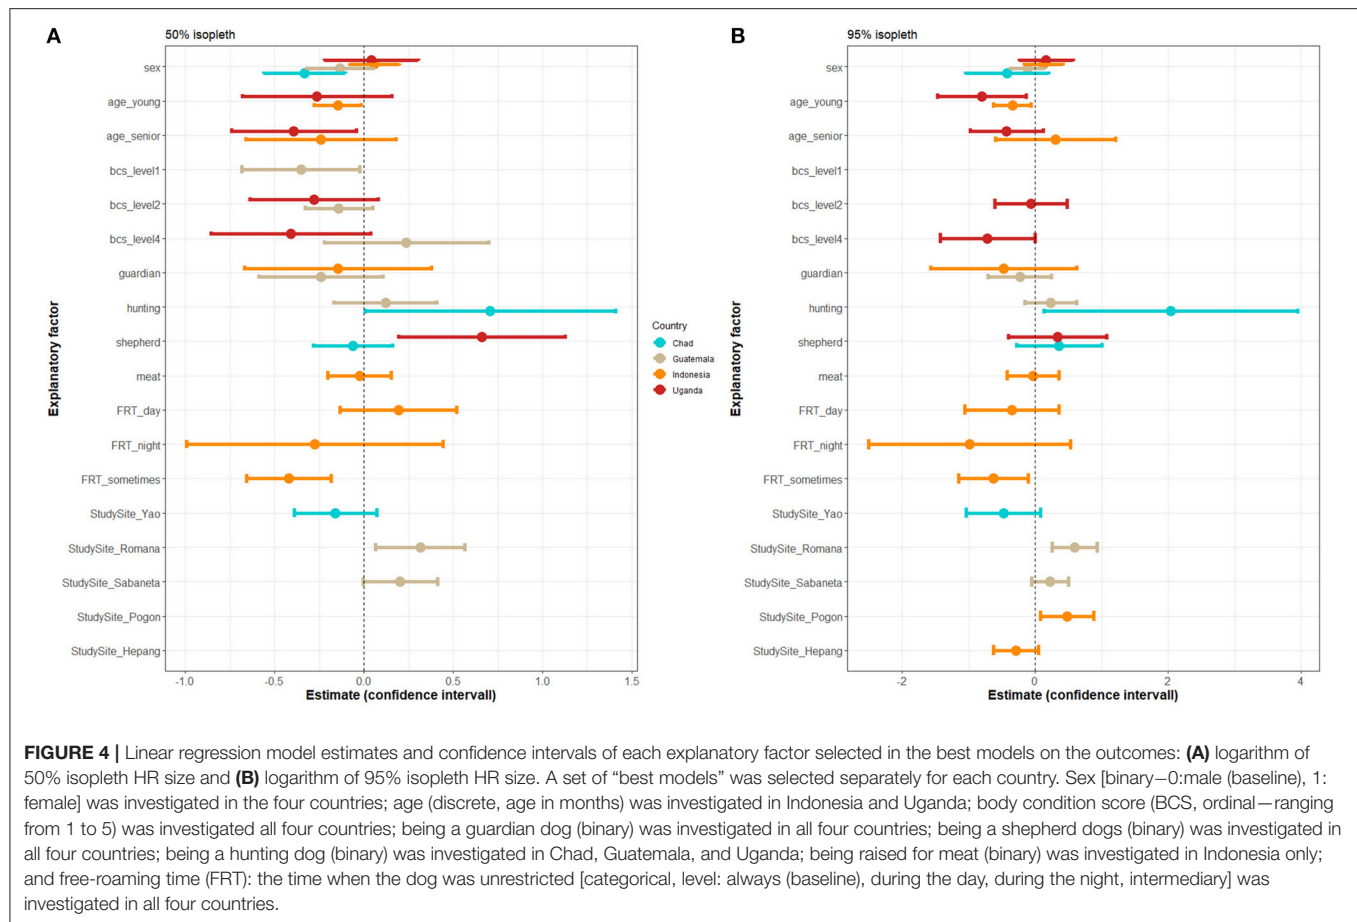 A
50% isopleth
sex
age_young
age_senior
bcs_level1
bcs_level2
bcs_level4
guardian
hunting
shepherd
meat
FRT_day
FRT_night
FRT_sometimes
StudySite_Yao
StudySite_Romana
StudySite_Sabaneta
StudySite_Pogon
StudySite_Hepang
Explanatory factor
-1.0 -0.5 0.0 0.5 1.0 1.5
Estimate (confidence intervall)
Country
Chad
Guatemala
Indonesia
Uganda
B
95% isopleth
sex
age_young
age_senior
bcs_level1
bcs_level2
bcs_level4
guardian
hunting
shepherd
meat
FRT_day
FRT_night
FRT_sometimes
StudySite_Yao
StudySite_Romana
StudySite_Sabaneta
StudySite_Pogon
StudySite_Hepang
Explanatory factor
-2 0 2 4
Estimate (confidence intervall)
FIGURE 4 | Linear regression model estimates and confidence intervals of each explanatory factor selected in the best models on the outcomes: (A) logarithm of
50% isopleth HR size and (B) logarithm of 95% isopleth HR size. A set of “best models” was selected separately for each country. Sex [binary—0:male (baseline), 1:
female] was investigated in the four countries; age (discrete, age in months) was investigated in Indonesia and Uganda; body condition score (BCS, ordinal—ranging
from 1 to 5) was investigated all four countries; being a guardian dog (binary) was investigated in all four countries; being a shepherd dogs (binary) was investigated in
all four countries; being a hunting dog (binary) was investigated in Chad, Guatemala, and Uganda; being raised for meat (binary) was investigated in Indonesia only;
and free-roaming time (FRT): the time when the dog was unrestricted [categorical, level: always (baseline), during the day, during the night, intermediary] was
investigated in all four countries.